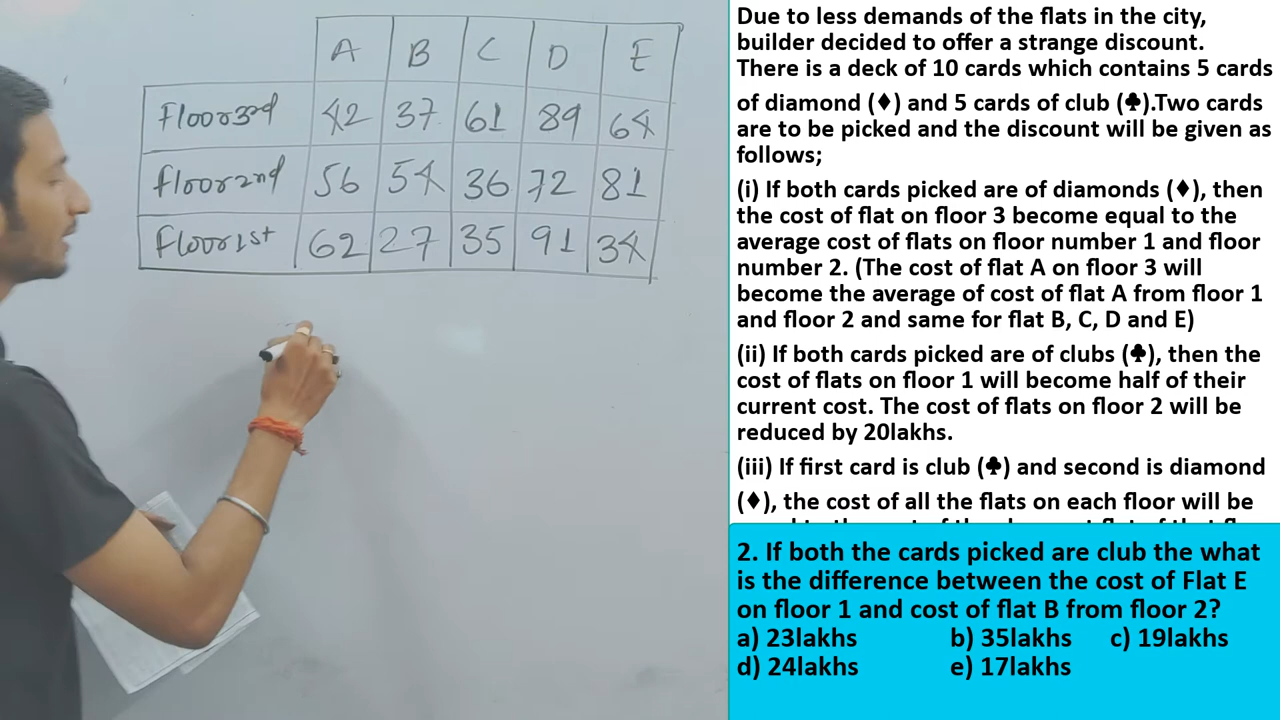 A B C D E
Floor3rd 42 37 61 89 64
floor2nd 56 54 36 72 81
Floor1st 62 27 35 91 34
Due to less demands of the flats in the city,
builder decided to offer a strange discount.
There is a deck of 10 cards which contains 5 cards
of diamond (♦) and 5 cards of club (♣).Two cards
are to be picked and the discount will be given as
follows;
(i) If both cards picked are of diamonds (♦), then
the cost of flat on floor 3 become equal to the
average cost of flats on floor number 1 and floor
number 2. (The cost of flat A on floor 3 will
become the average of cost of flat A from floor 1
and floor 2 and same for flat B, C, D and E)
(ii) If both cards picked are of clubs (♣), then the
cost of flats on floor 1 will become half of their
current cost. The cost of flats on floor 2 will be
reduced by 20lakhs.
(iii) If first card is club (♣) and second is diamond
(♦), the cost of all the flats on each floor will be
2. If both the cards picked are club the what
is the difference between the cost of Flat E
on floor 1 and cost of flat B from floor 2?
a) 23lakhs b) 35lakhs c) 19lakhs
d) 24lakhs e) 17lakhs